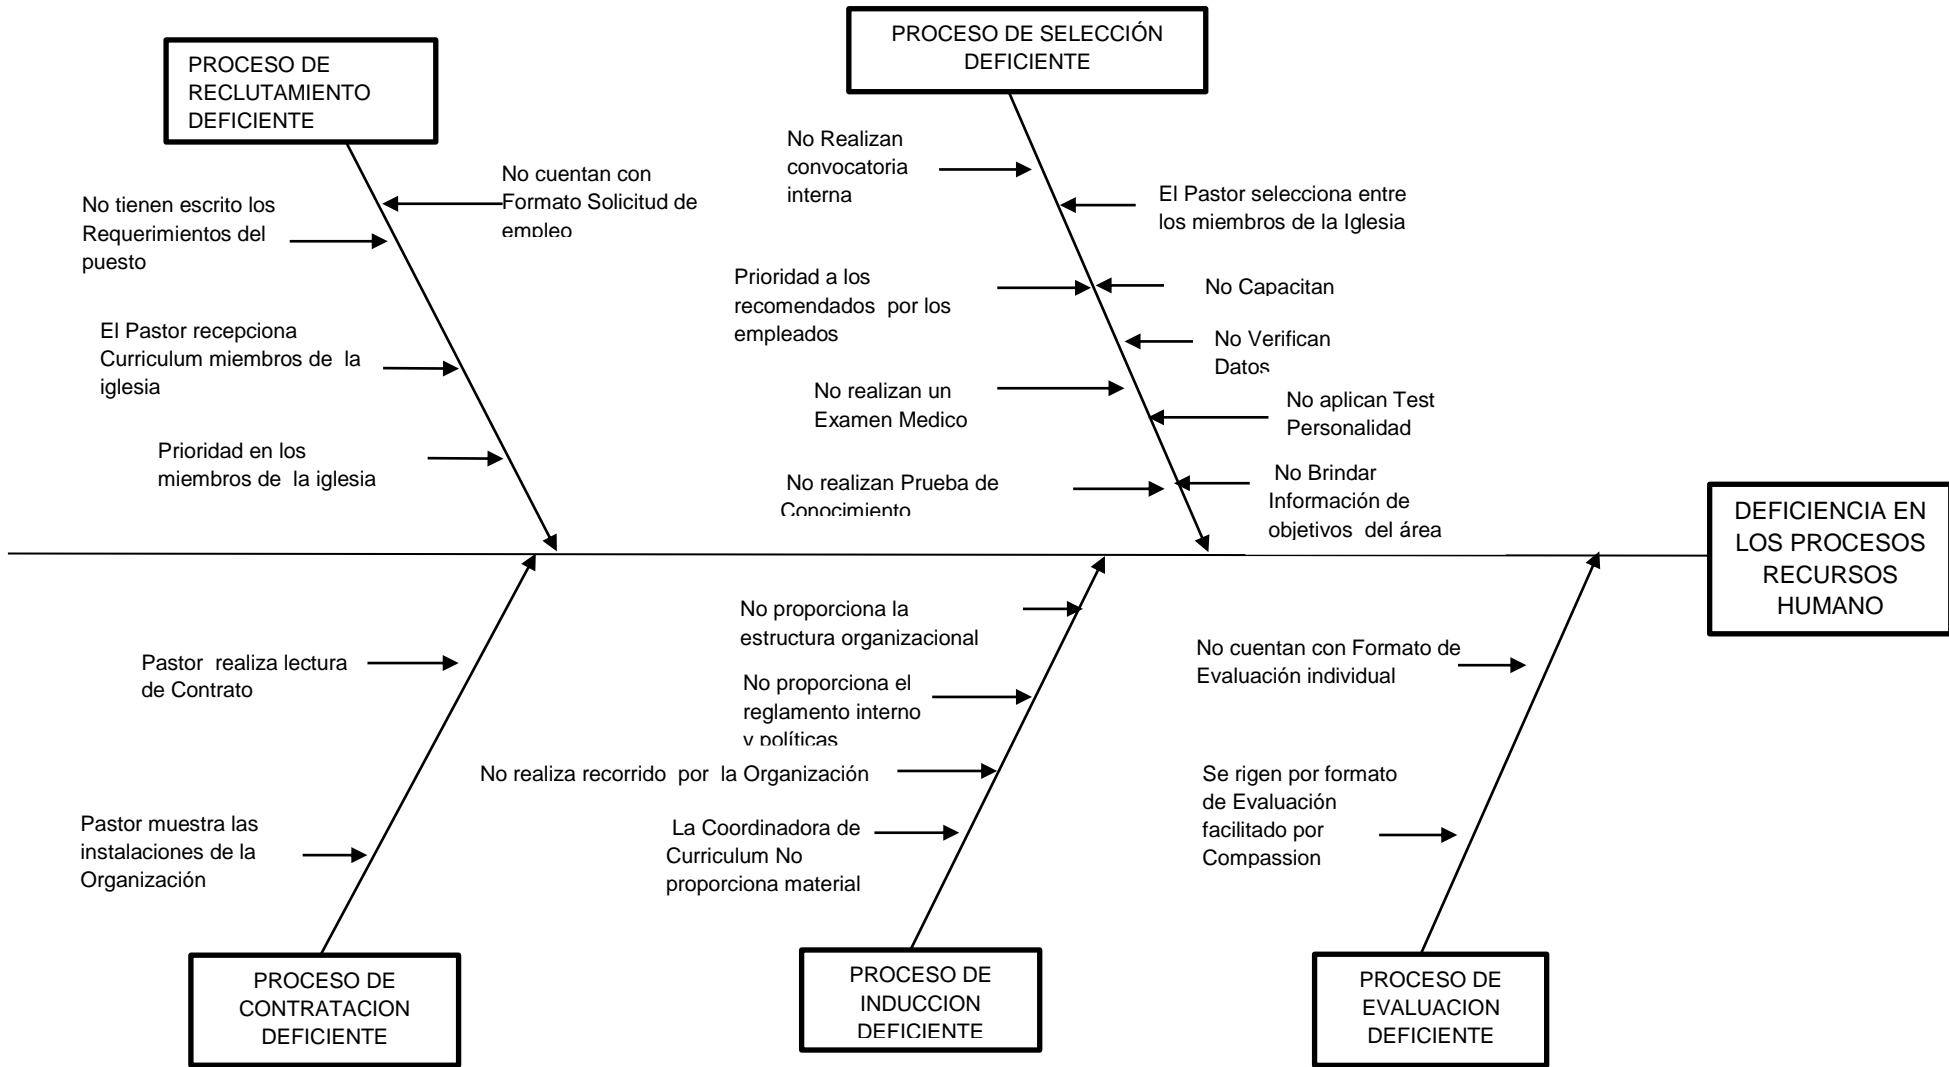 PROCESO DE
RECLUTAMIENTO
DEFICIENTE
PROCESO DE SELECCIÓN
DEFICIENTE
No cuentan con
Formato Solicitud de
empleo
No tienen escrito los
Requerimientos del
puesto
El Pastor recepciona
Curriculum miembros de la
iglesia
Prioridad en los
miembros de la iglesia
No Realizan
convocatoria
interna
El Pastor selecciona entre
los miembros de la Iglesia
Prioridad a los
recomendados por los
empleados
No Capacitan
No Verifican
Datos
No realizan un
Examen Medico
No aplican Test
Personalidad
No realizan Prueba de
Conocimiento
No Brindar
Información de
objetivos del área
DEFICIENCIA EN
LOS PROCESOS
RECURSOS
HUMANO
Pastor realiza lectura
de Contrato
Pastor muestra las
instalaciones de la
Organización
No proporciona la
estructura organizacional
No proporciona el
reglamento interno
y políticas
No realiza recorrido por la Organización
La Coordinadora de
Curriculum No
proporciona material
No cuentan con Formato de
Evaluación individual
Se rigen por formato
de Evaluación
facilitado por
Compassion
PROCESO DE
CONTRATACION
DEFICIENTE
PROCESO DE
INDUCCION
DEFICIENTE
PROCESO DE
EVALUACION
DEFICIENTE